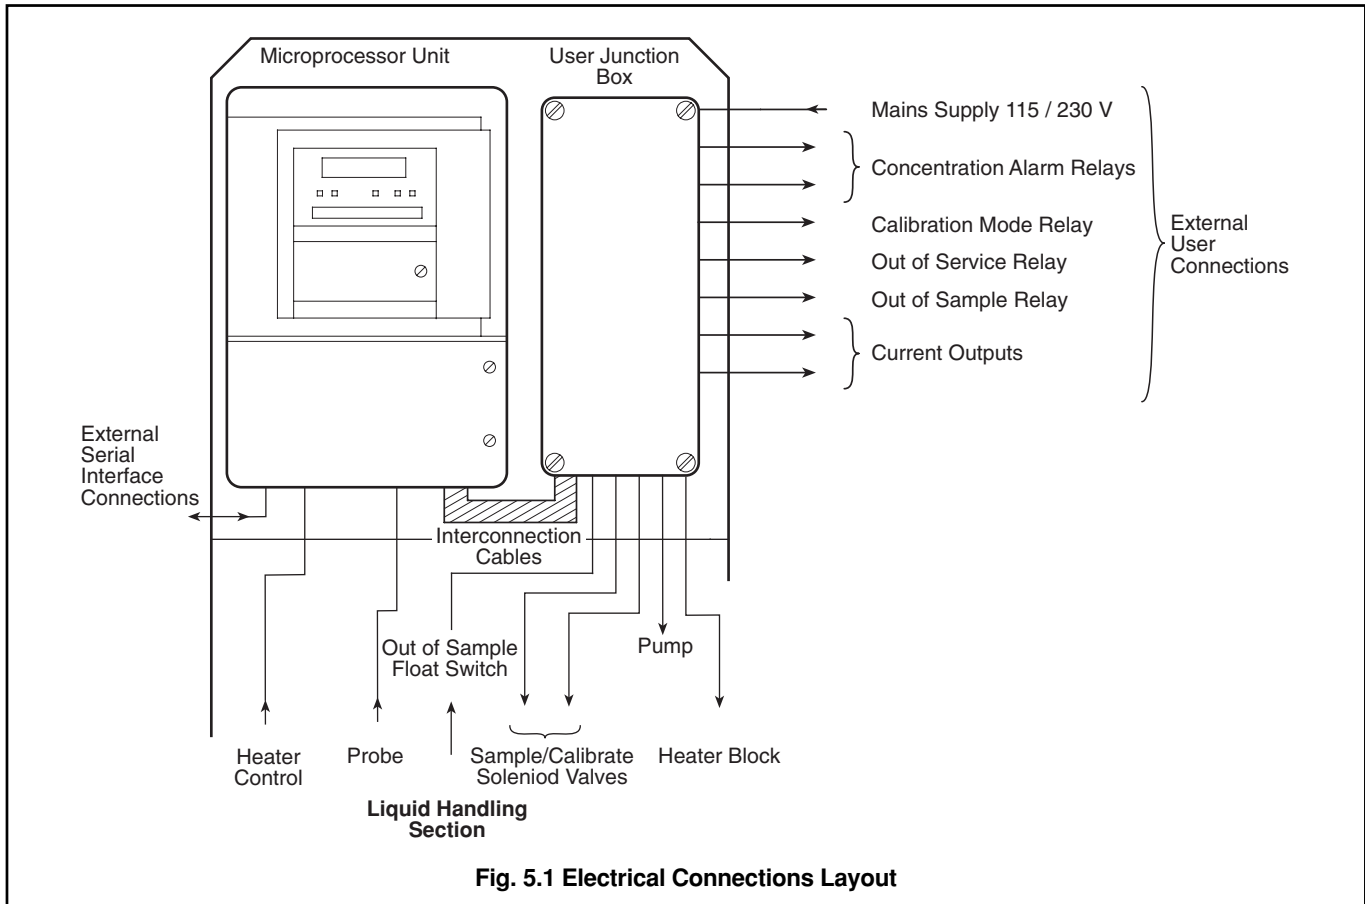 Microprocessor Unit
User Junction
Box
Mains Supply 115 / 230 V
Concentration Alarm Relays
Calibration Mode Relay
Out of Service Relay
Out of Sample Relay
Current Outputs
External
User
Connections
External
Serial
Interface
Connections
Interconnection
Cables
Out of Sample
Float Switch
Pump
Heater
Control
Probe
Sample/Calibrate
Soleniod Valves
Heater Block
Liquid Handling
Section
Fig. 5.1 Electrical Connections Layout